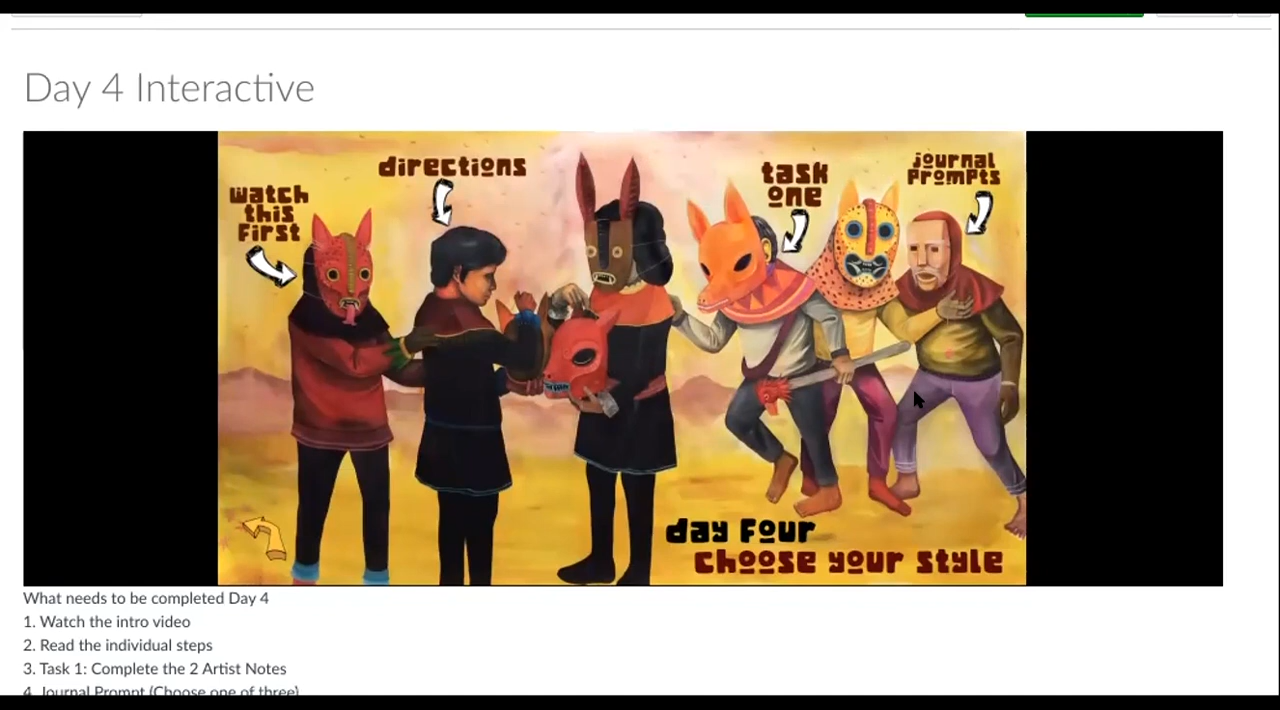 Day 4 Interactive
watch
this
first
directions
task
one
journal
prompts
day four
choose your style
What needs to be completed Day 4
1. Watch the intro video
2. Read the individual steps
3. Task 1: Complete the 2 Artist Notes
4. Journal Prompt (Choose one of three)